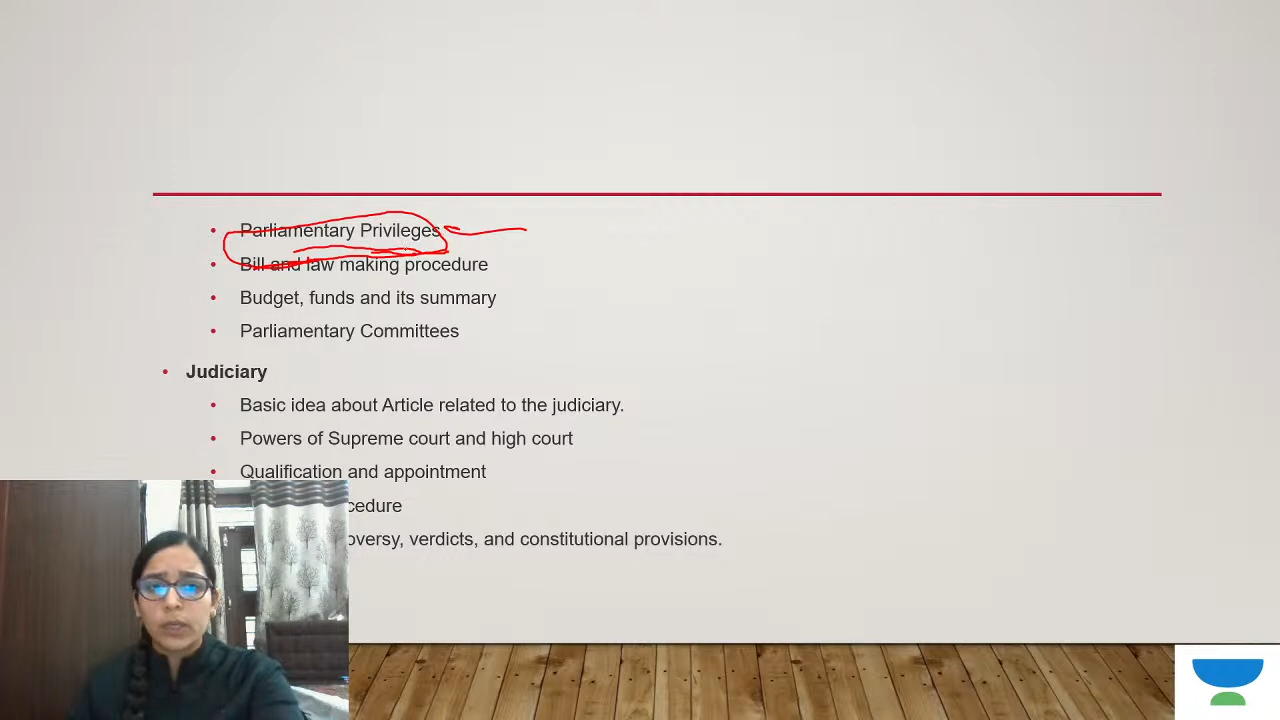 • Parliamentary Privileges
• Bill and law making procedure
• Budget, funds and its summary
• Parliamentary Committees
• Judiciary
• Basic idea about Article related to the judiciary.
• Powers of Supreme court and high court
• Qualification and appointment
cedure
oversy, verdicts, and constitutional provisions.